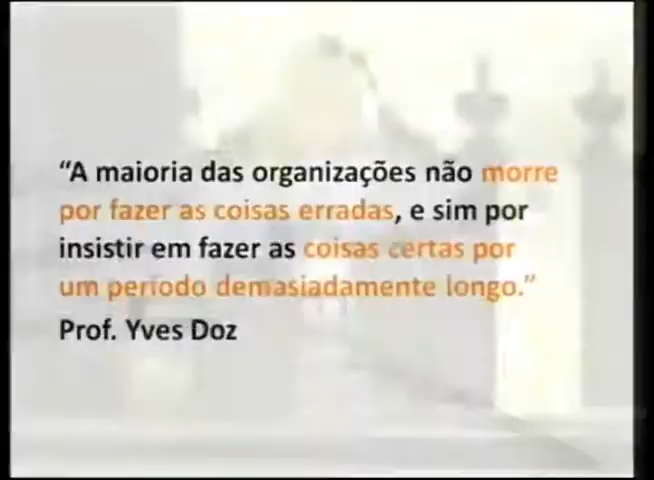 “A maioria das organizações não morre
por fazer as coisas erradas, e sim por
insistir em fazer as coisas certas por
um período demasiadamente longo.”
Prof. Yves Doz